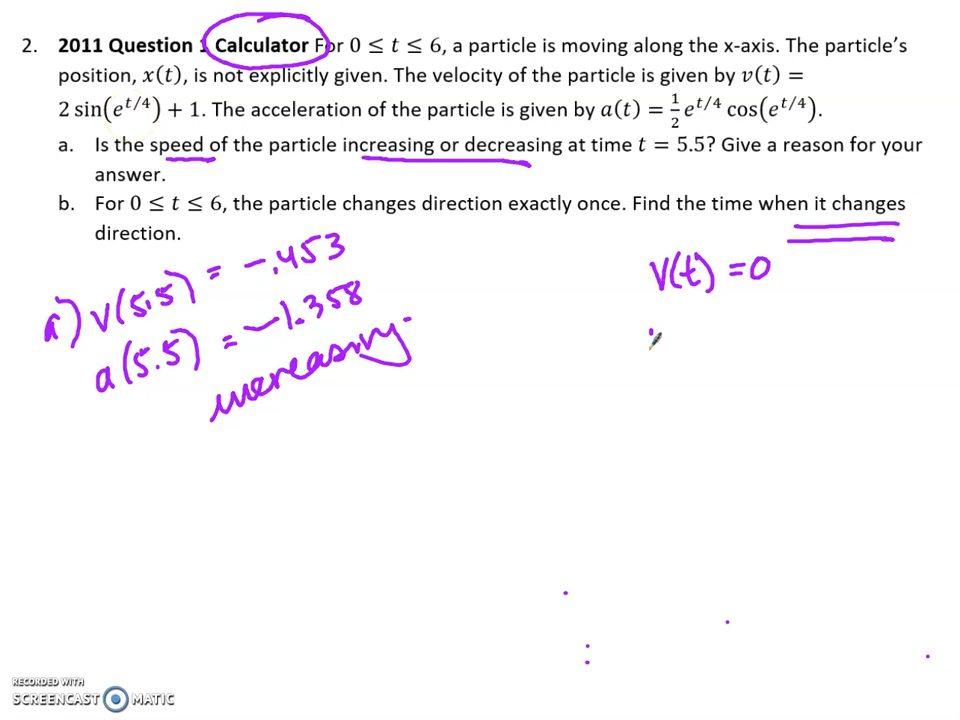 2. 2011 Question 1 Calculator For 0 ≤ t ≤ 6, a particle is moving along the x-axis. The particle's
position, x(t), is not explicitly given. The velocity of the particle is given by v(t) =
2 sin(e^{t/4}) + 1. The acceleration of the particle is given by a(t) = 1/2 e^{t/4} cos(e^{t/4}).
a. Is the speed of the particle increasing or decreasing at time t = 5.5? Give a reason for your
answer.
b. For 0 ≤ t ≤ 6, the particle changes direction exactly once. Find the time when it changes
direction.
a) v(5.5) = -.453
a(5.5) = -1.358
increasing.
v(t) = 0
RECORDED WITH
SCREENCAST MATIC